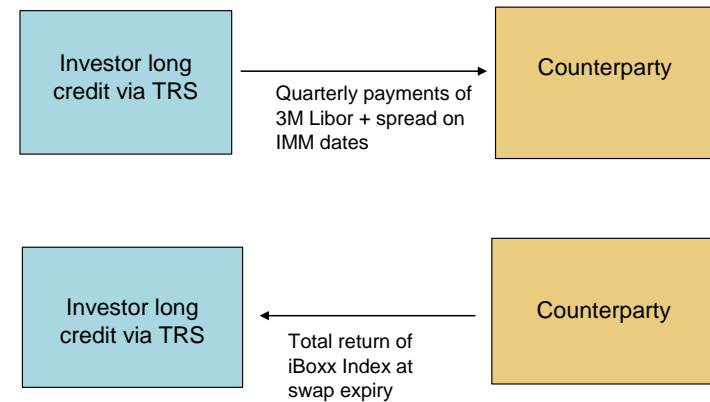 Investor long
credit via TRS
Counterparty
Quarterly payments of
3M Libor + spread on
IMM dates
Investor long
credit via TRS
Counterparty
Total return of
iBoxx Index at
swap expiry